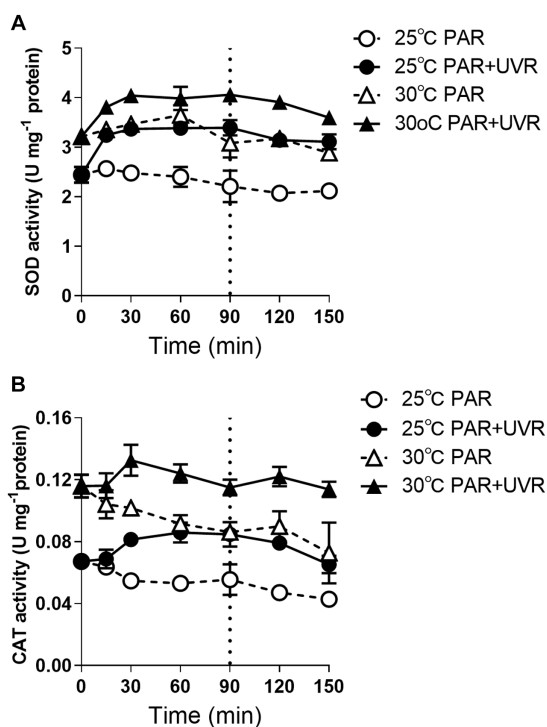 A
25°C PAR
25°C PAR+UVR
30°C PAR
30oC PAR+UVR
SOD activity (U mg⁻¹ protein)
5
4
3
2
1
0
0 30 60 90 120 150
Time (min)
B
25°C PAR
25°C PAR+UVR
30°C PAR
30°C PAR+UVR
CAT activity (U mg⁻¹protein)
0.16
0.12
0.08
0.04
0.00
0 30 60 90 120 150
Time (min)